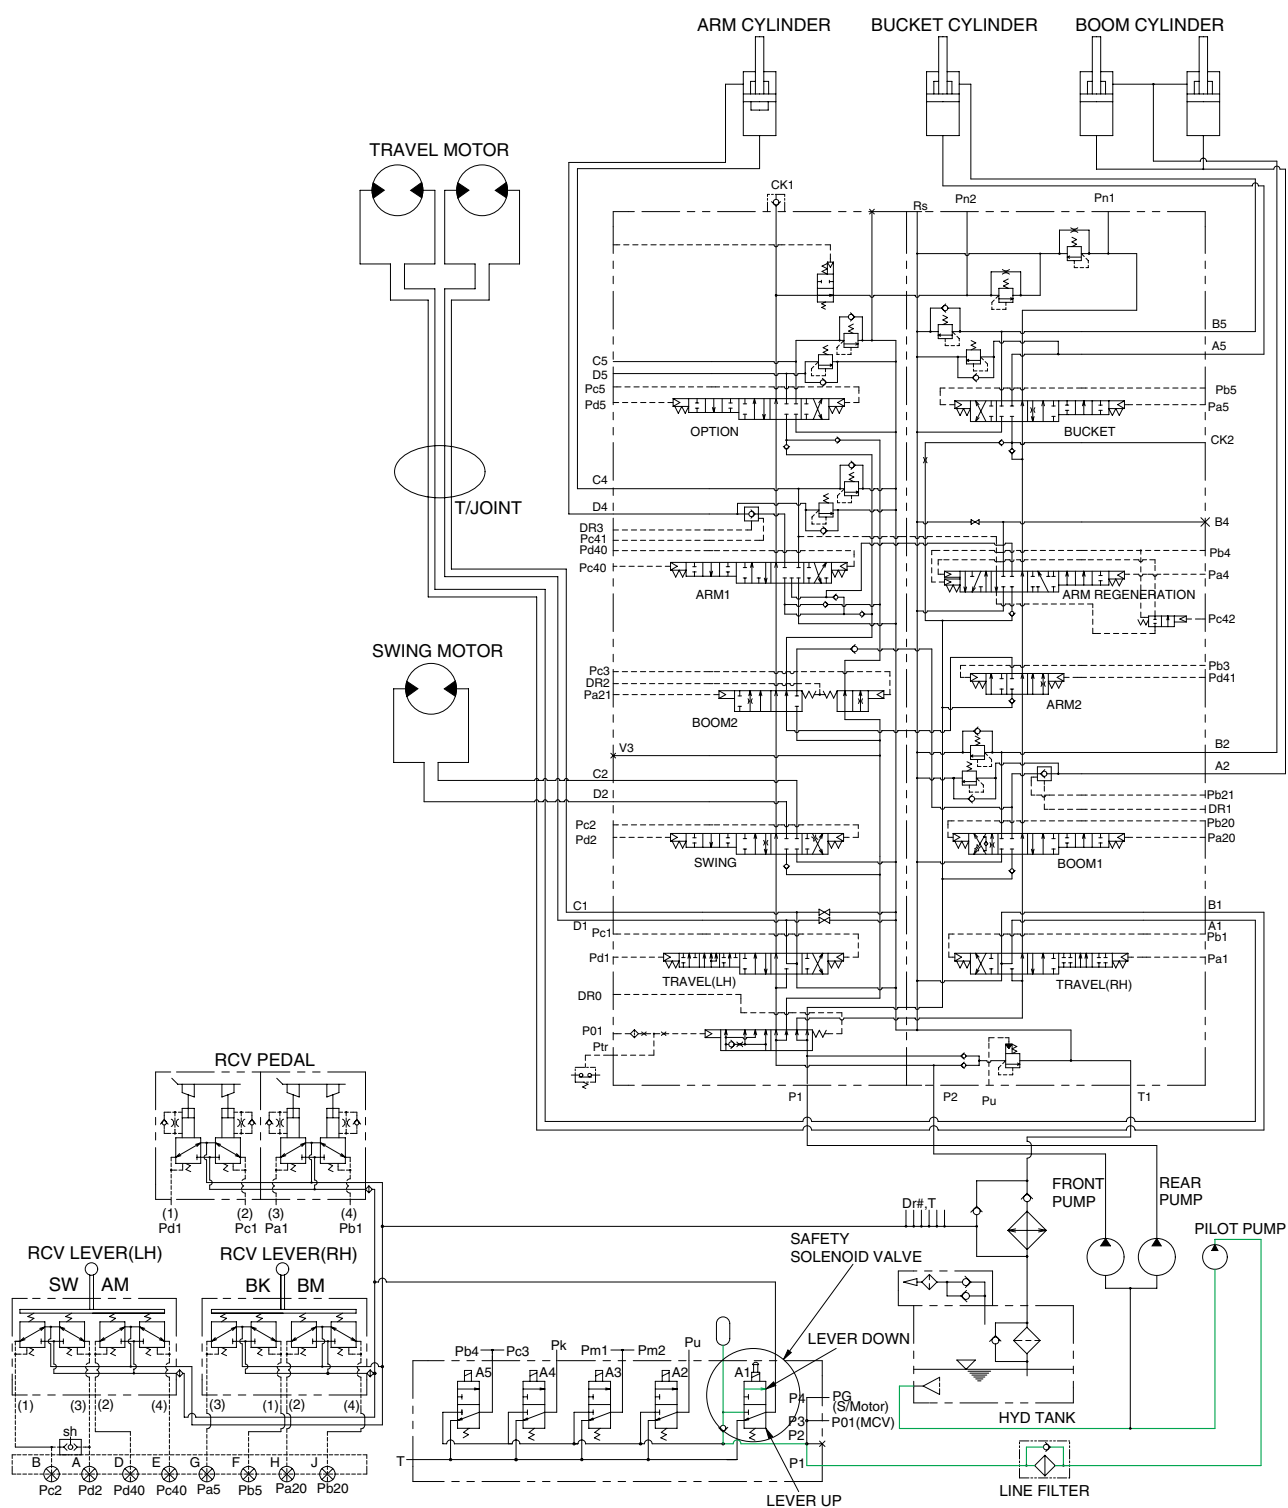 ARM CYLINDER
BUCKET CYLINDER
BOOM CYLINDER
TRAVEL MOTOR
CK1
Rs
Pn2
Pn1
B5
A5
C5
D5
Pc5
Pd5
Pb5
Pa5
OPTION
BUCKET
CK2
T/JOINT
C4
D4
DR3
Pc41
Pd40
Pc40
B4
Pb4
Pa4
ARM1
ARM REGENERATION
Pc42
SWING MOTOR
Pc3
DR2
Pa21
Pb3
Pd41
BOOM2
ARM2
V3
B2
C2
A2
D2
Pb21
DR1
Pc2
Pd2
Pb20
Pa20
SWING
BOOM1
C1
D1
Pc1
Pd1
B1
A1
Pb1
Pa1
TRAVEL(LH)
TRAVEL(RH)
DR0
P01
Ptr
P1
P2
Pu
T1
RCV PEDAL
(1)
(2)
(3)
(4)
Pd1
Pc1
Pa1
Pb1
Dr#,T
FRONT
PUMP
REAR
PUMP
PILOT PUMP
SAFETY
SOLENOID VALVE
RCV LEVER(LH)
RCV LEVER(RH)
SW
AM
BK
BM
LEVER DOWN
Pb4
Pc3
Pk
Pm1
Pm2
Pu
A5
A4
A3
A2
A1
P4
PG
(S/Motor)
P3
P01(MCV)
P2
P1
T
HYD TANK
(1)
(3)
(2)
(4)
(3)
(1)
(2)
(4)
sh
B
A
D
E
G
F
H
J
Pc2
Pd2
Pd40
Pc40
Pa5
Pb5
Pa20
Pb20
LEVER UP
LINE FILTER